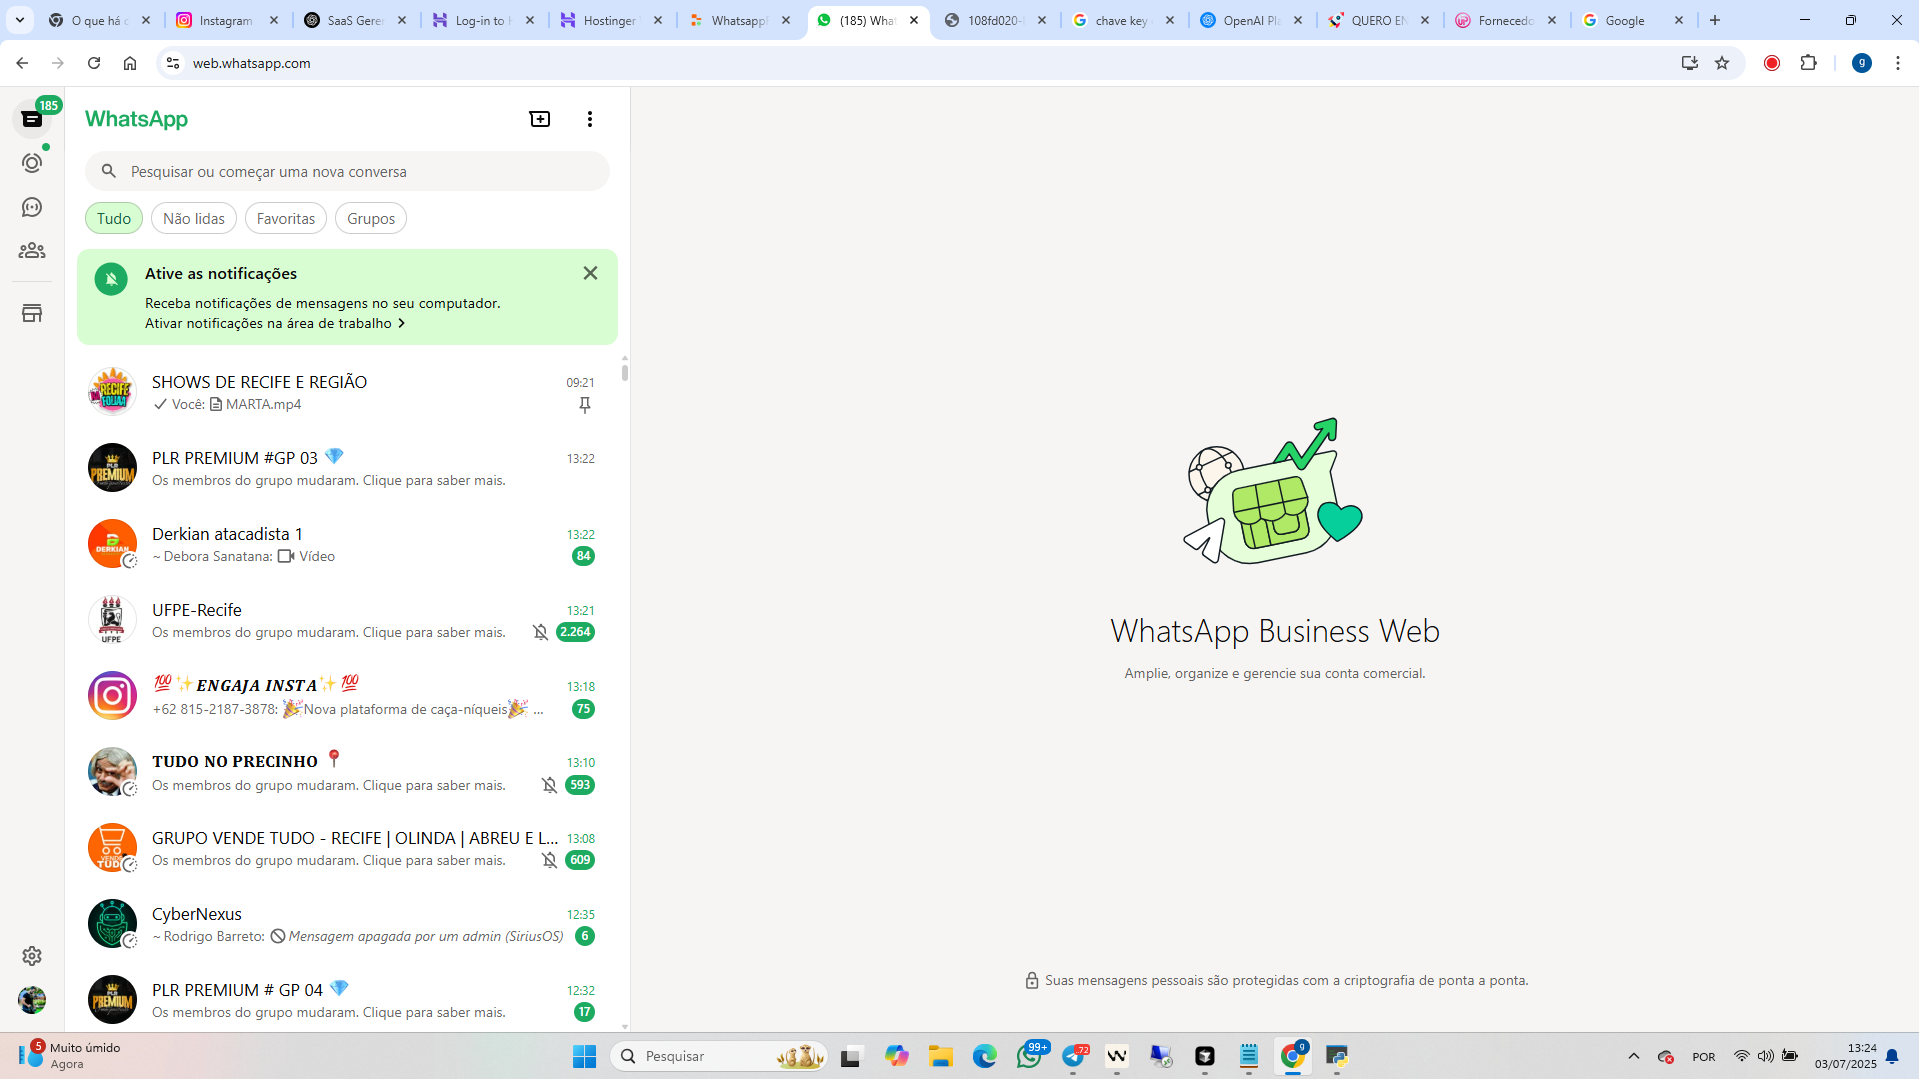 O que há d
Instagram
SaaS Geren
Log-in to H
Hostinger
Whatsappi
(185) What
108fd020-
chave key
OpenAI Pla
QUERO EN
Fornecedo
Google
web.whatsapp.com
g
185
WhatsApp
Pesquisar ou começar uma nova conversa
Tudo
Não lidas
Favoritas
Grupos
Ative as notificações
Receba notificações de mensagens no seu computador.
Ativar notificações na área de trabalho
SHOWS DE RECIFE E REGIÃO 09:21
Você: MARTA.mp4
PLR PREMIUM #GP 03 💎 13:22
Os membros do grupo mudaram. Clique para saber mais.
Derkian atacadista 1 13:22
~ Debora Sanatana: Vídeo 84
UFPE-Recife 13:21
Os membros do grupo mudaram. Clique para saber mais. 2.264
💯✨ENGAJA INSTA✨💯 13:18
+62 815-2187-3878: 🎉Nova plataforma de caça-níqueis🎉 ... 75
TUDO NO PRECINHO 📍 13:10
Os membros do grupo mudaram. Clique para saber mais. 593
GRUPO VENDE TUDO - RECIFE | OLINDA | ABREU E L... 13:08
Os membros do grupo mudaram. Clique para saber mais. 609
CyberNexus 12:35
~ Rodrigo Barreto: Mensagem apagada por um admin (SiriusOS) 6
PLR PREMIUM # GP 04 💎 12:32
Os membros do grupo mudaram. Clique para saber mais. 17
WhatsApp Business Web
Amplie, organize e gerencie sua conta comercial.
Suas mensagens pessoais são protegidas com a criptografia de ponta a ponta.
5
Muito úmido
Agora
Pesquisar
99+
72
g
POR
13:24
03/07/2025